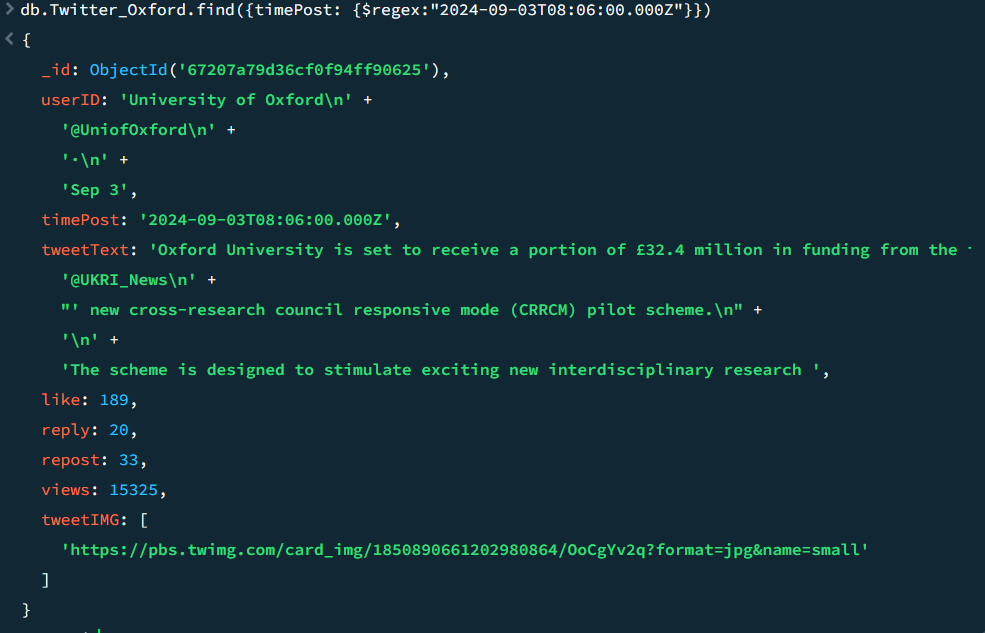 > db.Twitter_Oxford.find({timePost: {$regex:"2024-09-03T08:06:00.000Z"}})
< {
_id: ObjectId('67207a79d36cf0f94ff90625'),
userID: 'University of Oxford\n' +
'@UniofOxford\n' +
'·\n' +
'Sep 3',
timePost: '2024-09-03T08:06:00.000Z',
tweetText: 'Oxford University is set to receive a portion of £32.4 million in funding from the
'@UKRI_News\n' +
"' new cross-research council responsive mode (CRRCM) pilot scheme.\n" +
'\n' +
'The scheme is designed to stimulate exciting new interdisciplinary research ',
like: 189,
reply: 20,
repost: 33,
views: 15325,
tweetIMG: [
'https://pbs.twimg.com/card_img/1850890661202980864/OoCgYv2q?format=jpg&name=small'
]
}